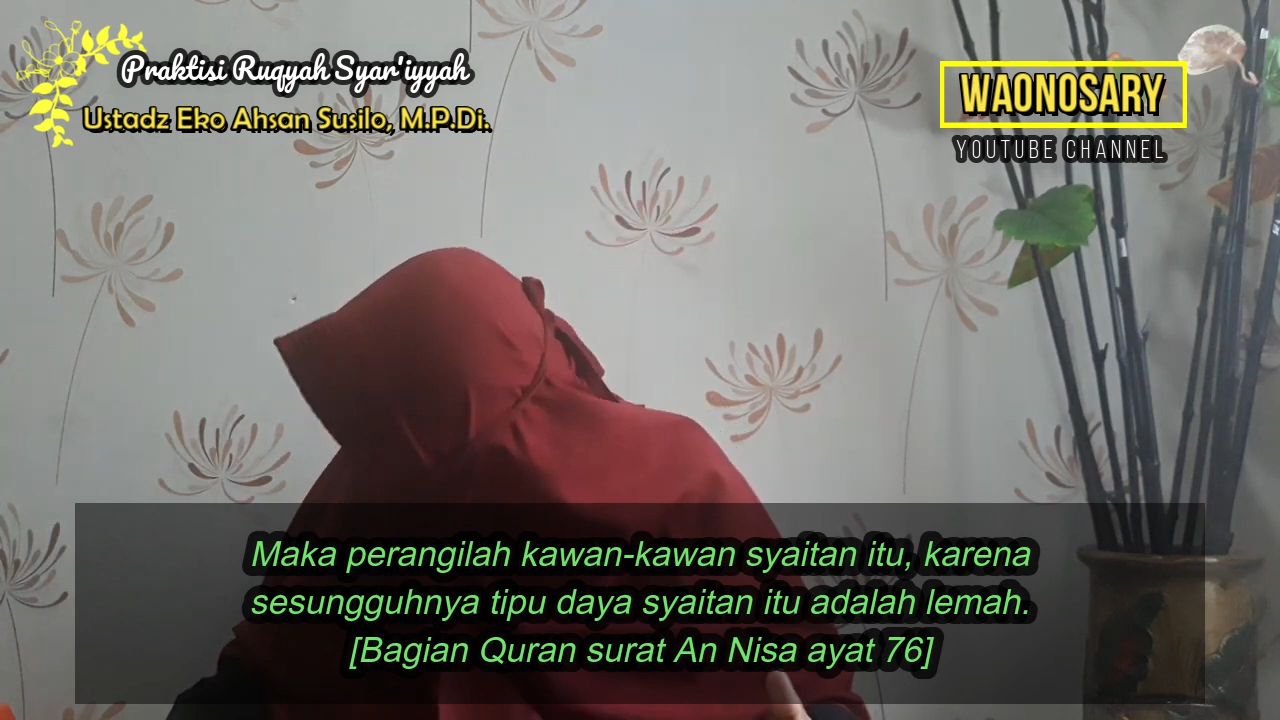 Praktisi Ruqyah Syar'iyyah
Ustadz Eko Ahsan Susilo, M.P.Di.
WAONOSARY
YOUTUBE CHANNEL
Maka perangilah kawan-kawan syaitan itu, karena
sesungguhnya tipu daya syaitan itu adalah lemah.
[Bagian Quran surat An Nisa ayat 76]